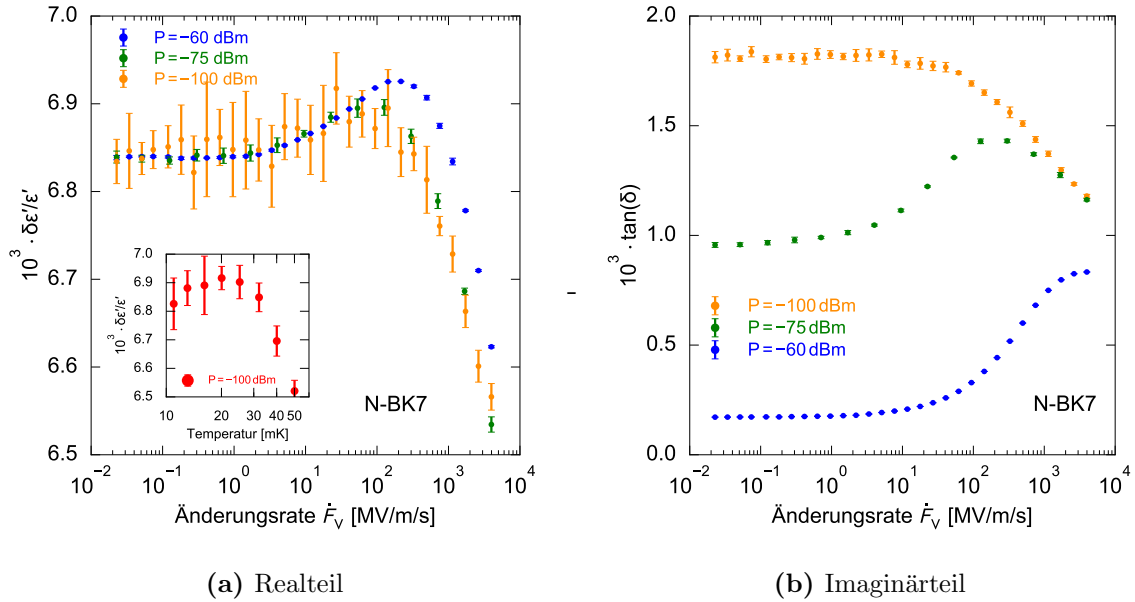 7.0
6.9
6.8
6.7
6.6
6.5
10³ · δε′/ε′
P = −60 dBm
P = −75 dBm
P = −100 dBm
7.0
6.9
6.8
6.7
6.6
6.5
10³ · δε′/ε′
P = −100 dBm
10 20 30 40 50
Temperatur [mK]
N-BK7
10⁻² 10⁻¹ 10⁰ 10¹ 10² 10³ 10⁴
Änderungsrate Ḟ_V [MV/m/s]
(a) Realteil
2.0
1.5
1.0
0.5
0.0
10³ · tan(δ)
P = −100 dBm
P = −75 dBm
P = −60 dBm
N-BK7
10⁻² 10⁻¹ 10⁰ 10¹ 10² 10³ 10⁴
Änderungsrate Ḟ_V [MV/m/s]
(b) Imaginärteil